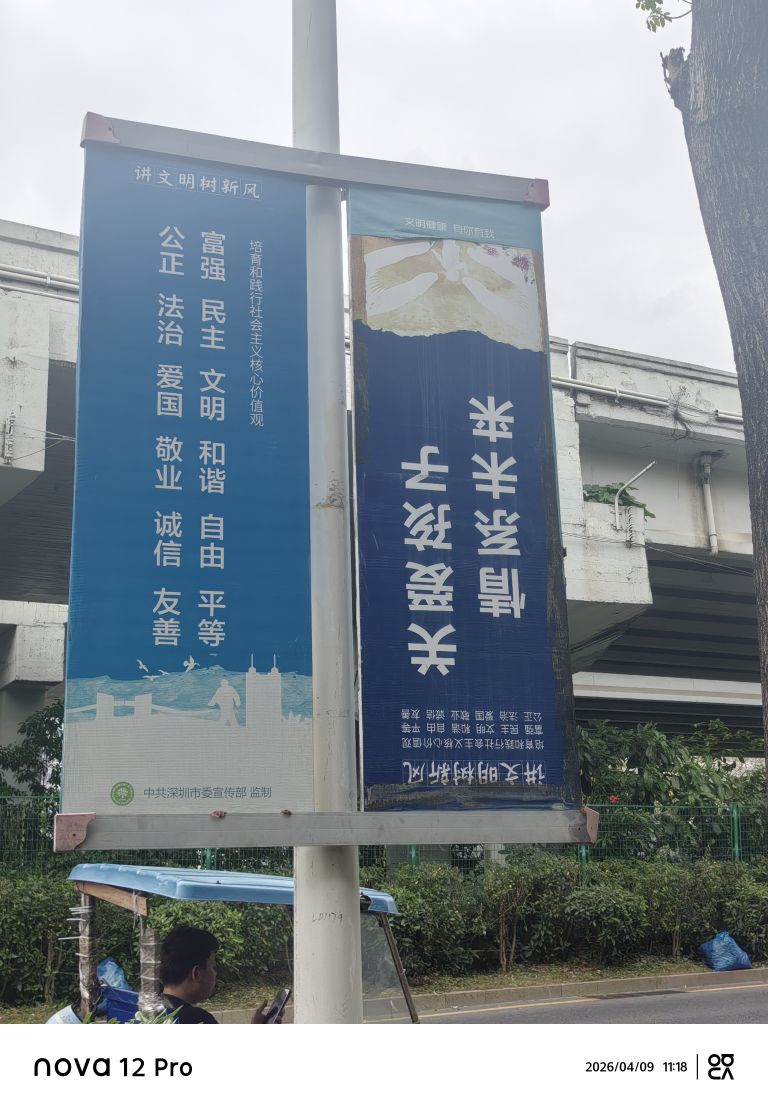 讲文明树新风
培育和践行社会主义核心价值观
富强 民主 文明 和谐 自由 平等
公正 法治 爱国 敬业 诚信 友善
中共深圳市委宣传部 监制
文明健康 有你有我
讲文明树新风
培育和践行社会主义核心价值观
富强 民主 文明 和谐 自由 平等
公正 法治 爱国 敬业 诚信 友善
关爱孩子
情系未来
LD1179
nova 12 Pro
2026/04/09 11:18